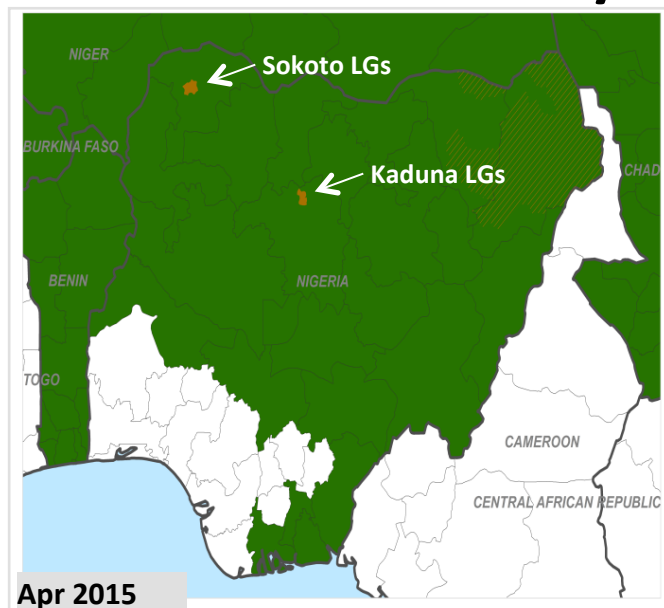 NIGER
Sokoto LGs
BURKINA FASO
Kaduna LGs
CHAD
BENIN
NIGERIA
TOGO
CAMEROON
CENTRAL AFRICAN REPUBLIC
Apr 2015